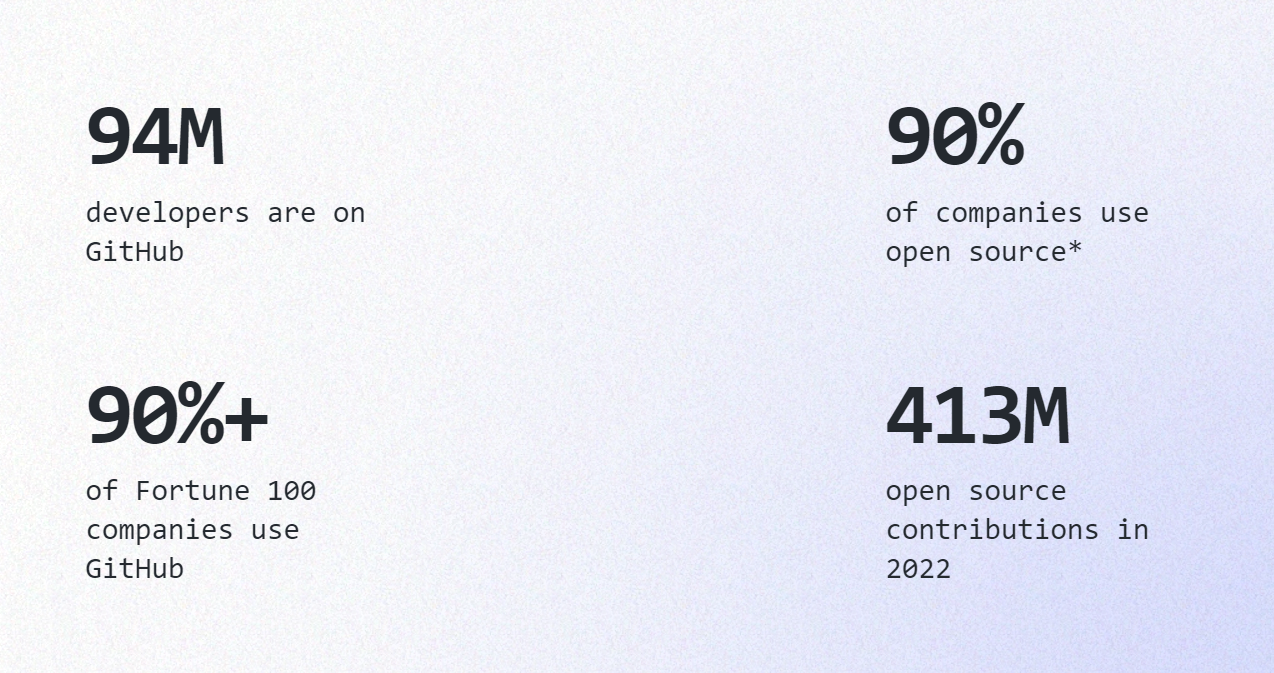 94M
developers are on
GitHub
90%
of companies use
open source*
90%+
of Fortune 100
companies use
GitHub
413M
open source
contributions in
2022